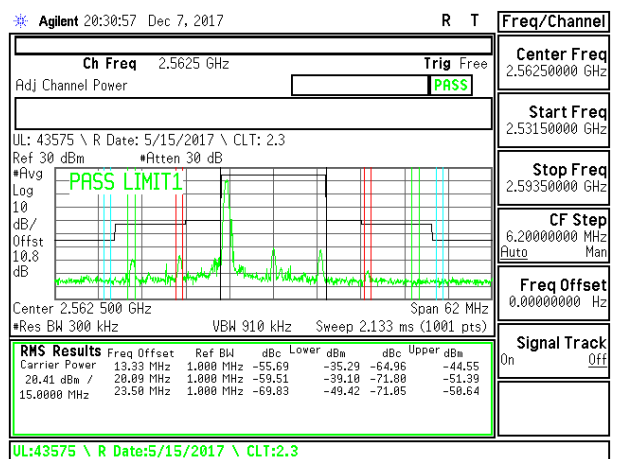 Agilent 20:30:57 Dec 7, 2017 R T
Ch Freq 2.5625 GHz Trig Free
Adj Channel Power PASS
UL: 43575 \ R Date: 5/15/2017 \ CLT: 2.3
Ref 30 dBm #Atten 30 dB
#Avg
Log
10
dB/
Offst
10.8
dB
PASS LIMIT1
Center 2.562 500 GHz Span 62 MHz
#Res BW 300 kHz VBW 910 kHz Sweep 2.133 ms (1001 pts)
RMS Results Freq Offset Ref BW dBc Lower dBm dBc Upper dBm
Carrier Power 13.33 MHz 1.000 MHz -55.69 -35.29 -64.96 -44.55
20.41 dBm / 20.09 MHz 1.000 MHz -59.51 -39.10 -71.80 -51.39
15.0000 MHz 23.50 MHz 1.000 MHz -69.83 -49.42 -71.05 -50.64
UL:43575 \ R Date:5/15/2017 \ CLT:2.3
Freq/Channel
Center Freq
2.56250000 GHz
Start Freq
2.53150000 GHz
Stop Freq
2.59350000 GHz
CF Step
6.20000000 MHz
Auto Man
Freq Offset
0.00000000 Hz
Signal Track
On Off